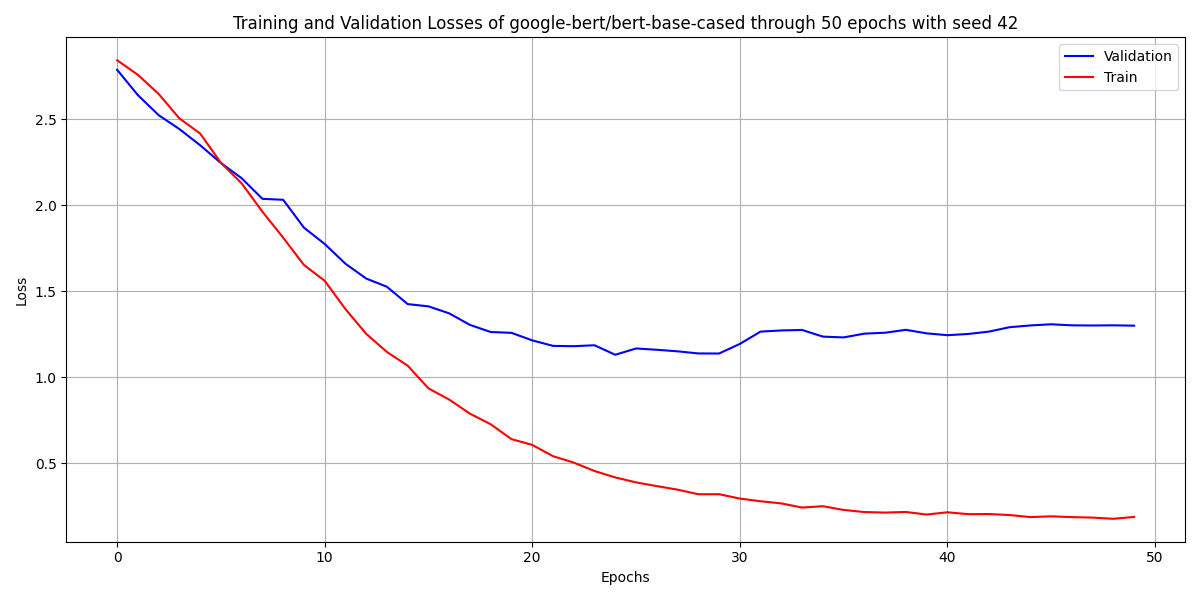 Training and Validation Losses of google-bert/bert-base-cased through 50 epochs with seed 42
Validation
Train
Loss
2.5
2.0
1.5
1.0
0.5
0 10 20 30 40 50
Epochs